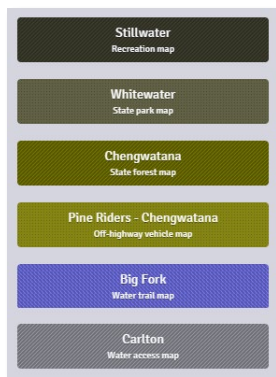 Stillwater
Recreation map
Whitewater
State park map
Chengwatana
State forest map
Pine Riders - Chengwatana
Off-highway vehicle map
Big Fork
Water trail map
Carlton
Water access map